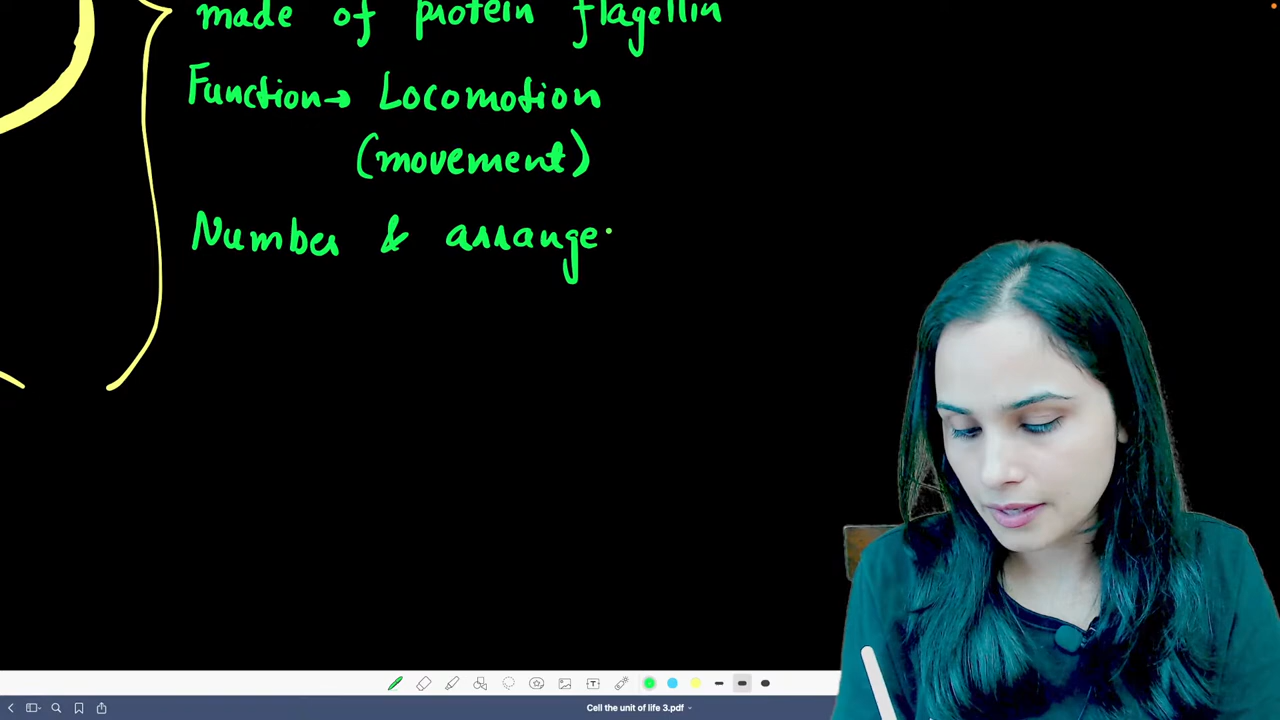 made of protein flagellin
Function→ Locomotion
(movement)
Number & arrange
Cell the unit of life 3.pdf